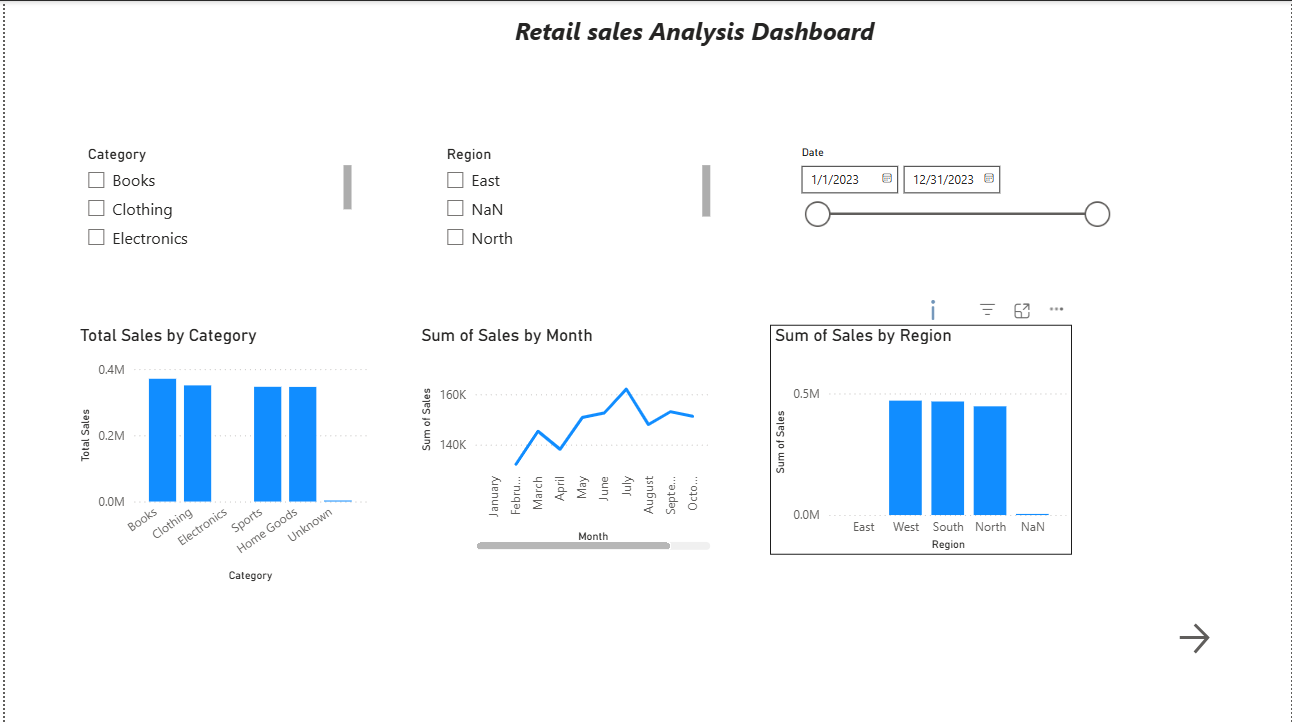 Retail sales Analysis Dashboard
Category
Books
Clothing
Electronics
Region
East
NaN
North
Date
1/1/2023
12/31/2023
Total Sales by Category
Total Sales
0.4M
0.2M
0.0M
Books
Clothing
Electronics
Sports
Home Goods
Unknown
Category
Sum of Sales by Month
Sum of Sales
160K
140K
January
Febru...
March
April
May
June
July
August
Septe...
Octo...
Month
Sum of Sales by Region
Sum of Sales
0.5M
0.0M
East
West
South
North
NaN
Region